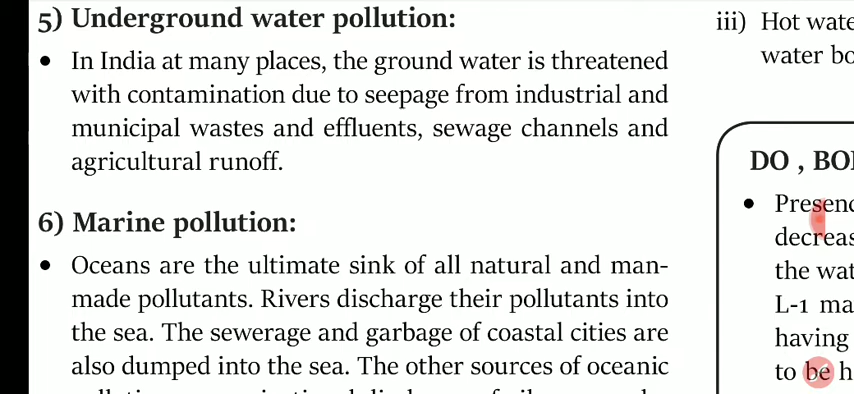 5) Underground water pollution:
• In India at many places, the ground water is threatened
with contamination due to seepage from industrial and
municipal wastes and effluents, sewage channels and
agricultural runoff.
6) Marine pollution:
• Oceans are the ultimate sink of all natural and man-
made pollutants. Rivers discharge their pollutants into
the sea. The sewerage and garbage of coastal cities are
also dumped into the sea. The other sources of oceanic
iii) Hot wate
water bo
DO , BO
• Presenc
decreas
the wat
L-1 ma
having
to be h